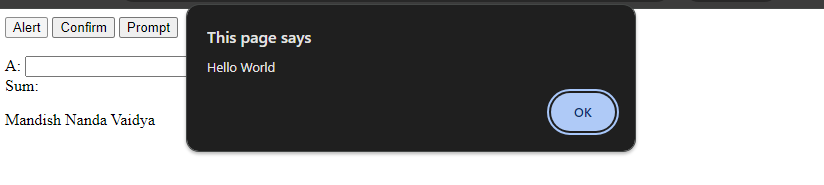 Alert Confirm Prompt
This page says
Hello World
A:
Sum:
OK
Mandish Nanda Vaidya